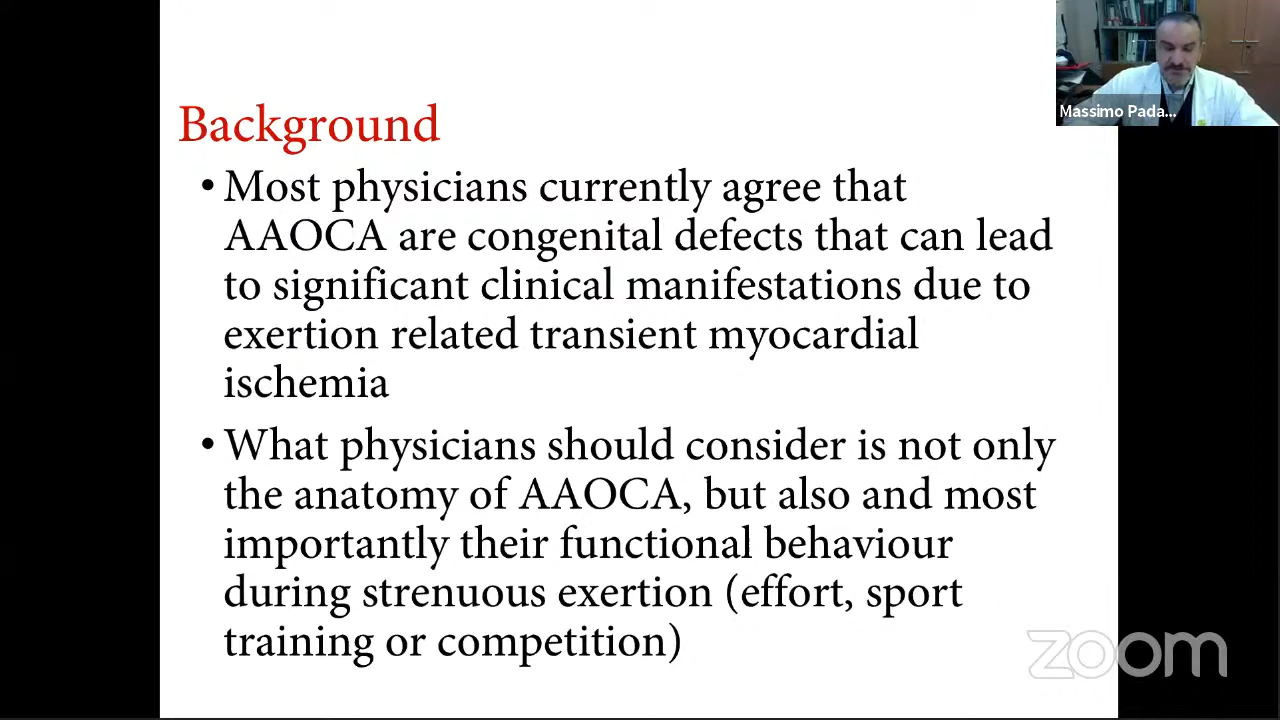 Massimo Pada...
Background
• Most physicians currently agree that
AAOCA are congenital defects that can lead
to significant clinical manifestations due to
exertion related transient myocardial
ischemia
• What physicians should consider is not only
the anatomy of AAOCA, but also and most
importantly their functional behaviour
during strenuous exertion (effort, sport
training or competition)
zoom